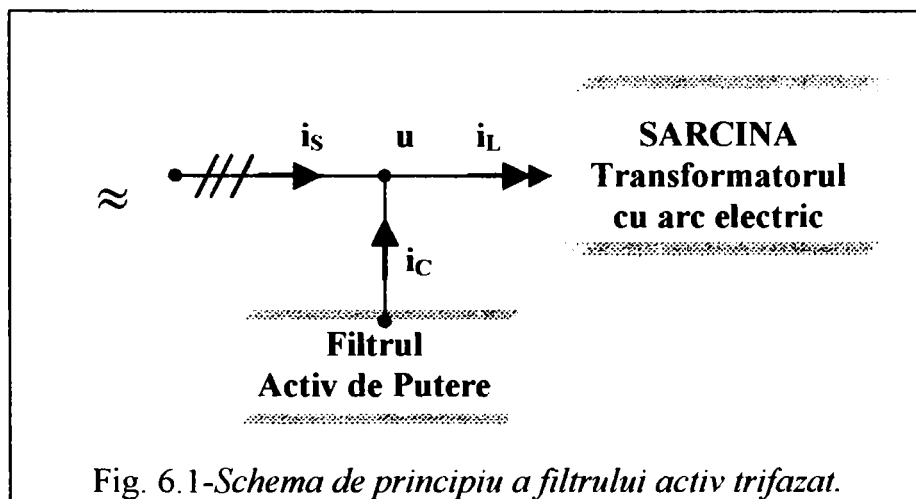 i_S u i_L
SARCINA
Transformatorul
cu arc electric
≈
i_C
Filtrul
Activ de Putere
Fig. 6.1-Schema de principiu a filtrului activ trifazat.